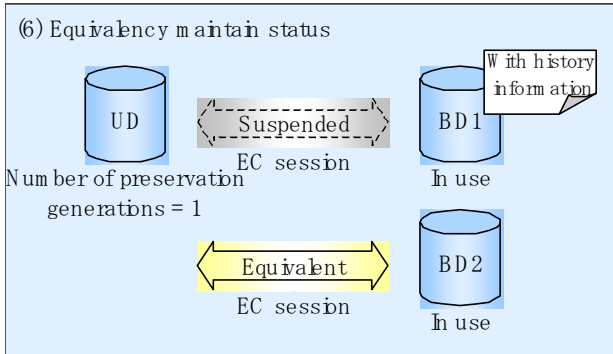 (6) Equivalency maintain status
With history
information
UD
Suspended
BD1
EC session
In use
Number of preservation
generations = 1
Equivalent
BD2
EC session
In use